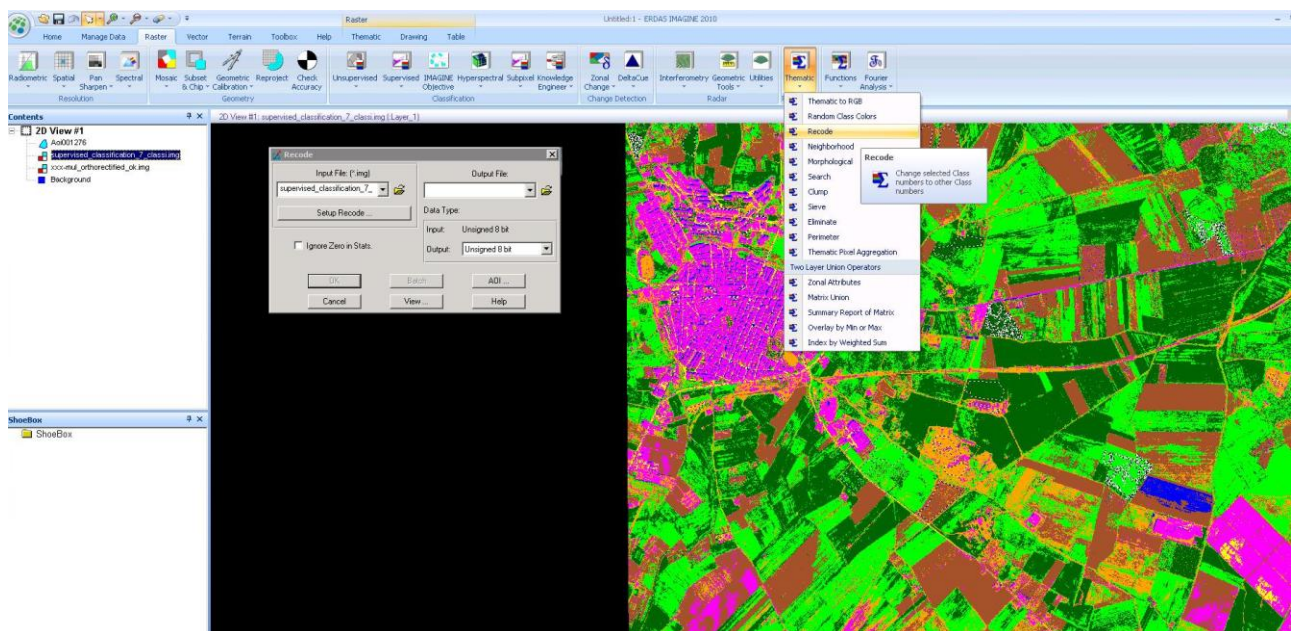 Raster
Untitled:1 - ERDAS IMAGINE 2010
Home Manage Data Raster Vector Terrain Toolbox Help Thematic Drawing Table
Radiometric Spatial Pan Sharpen Spectral Mosaic Subset & Chip Geometric Calibration Reproject Check Accuracy Unsupervised Supervised IMAGINE Objective Hyperspectral Subpixel Knowledge Engineer Zonal Change DeltaCue Interferometry Geometric Tools Utilities Thematic Functions Fourier Analysis
Resolution Geometry Classification Change Detection Radar
Contents
2D View #1
Aoi001276
supervised_classification_7_classi.img
xxx-mul_orthorectified_ok.img
Background
ShoeBox
ShoeBox
2D View #1: supervised_classification_7_classi.img (:Layer_1)
Recode
Input File: (*.img)
Output File:
supervised_classification_7_
Setup Recode ...
Data Type:
Input: Unsigned 8 bit
Ignore Zero in Stats.
Output: Unsigned 8 bit
OK Batch AOI ...
Cancel View ... Help
Thematic to RGB
Random Class Colors
Recode
Neighborhood
Morphological
Search
Clump
Sieve
Eliminate
Perimeter
Thematic Pixel Aggregation
Two Layer Union Operators
Zonal Attributes
Matrix Union
Summary Report of Matrix
Overlay by Min or Max
Index by Weighted Sum
Recode
Change selected Class
numbers to other Class
numbers